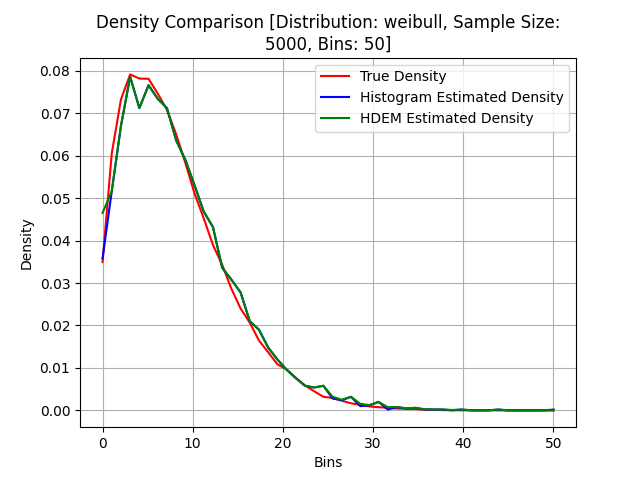 Density Comparison [Distribution: weibull, Sample Size:
5000, Bins: 50]
True Density
Histogram Estimated Density
HDEM Estimated Density
Density
0.08
0.07
0.06
0.05
0.04
0.03
0.02
0.01
0.00
0 10 20 30 40 50
Bins